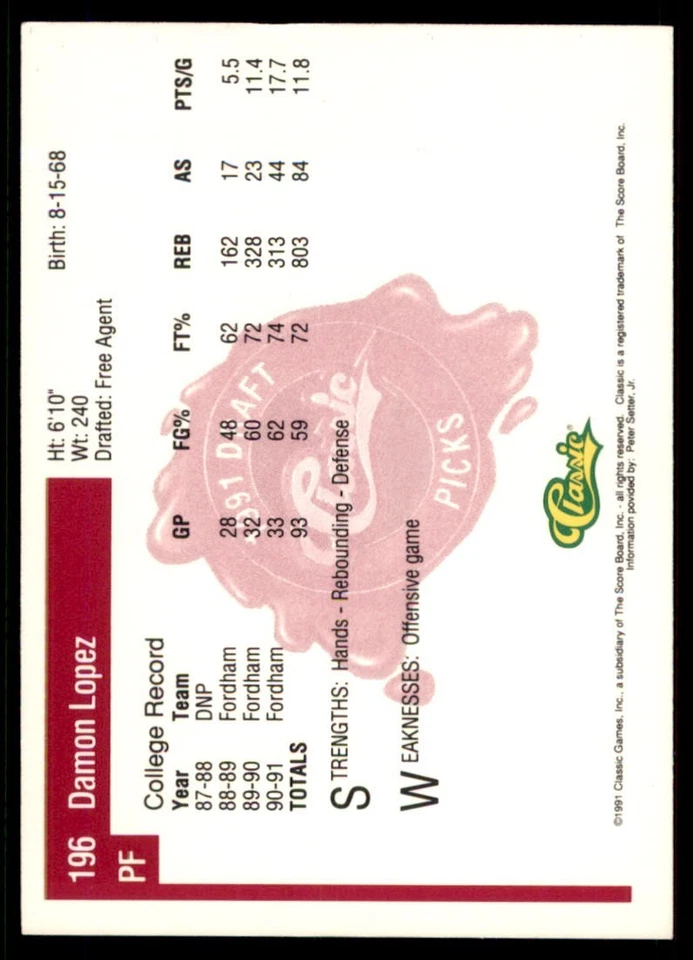 196 Damon Lopez
PF
Ht: 6'10" Birth: 8-15-68
Wt: 240
Drafted: Free Agent
College Record
Year Team GP FG% FT% REB AS PTS/G
87-88 DNP
88-89 Fordham 28 48 62 162 17 5.5
89-90 Fordham 32 60 72 328 23 11.4
90-91 Fordham 33 62 74 313 44 17.7
TOTALS 93 59 72 803 84 11.8
STRENGTHS: Hands - Rebounding - Defense
WEAKNESSES: Offensive game
1991 DRAFT
Classic
PICKS
Classic®
©1991 Classic Games, Inc., a subsidiary of The Score Board, Inc. - all rights reserved. Classic is a registered trademark of The Score Board, Inc.
Information povided by: Peter Setter, Jr.